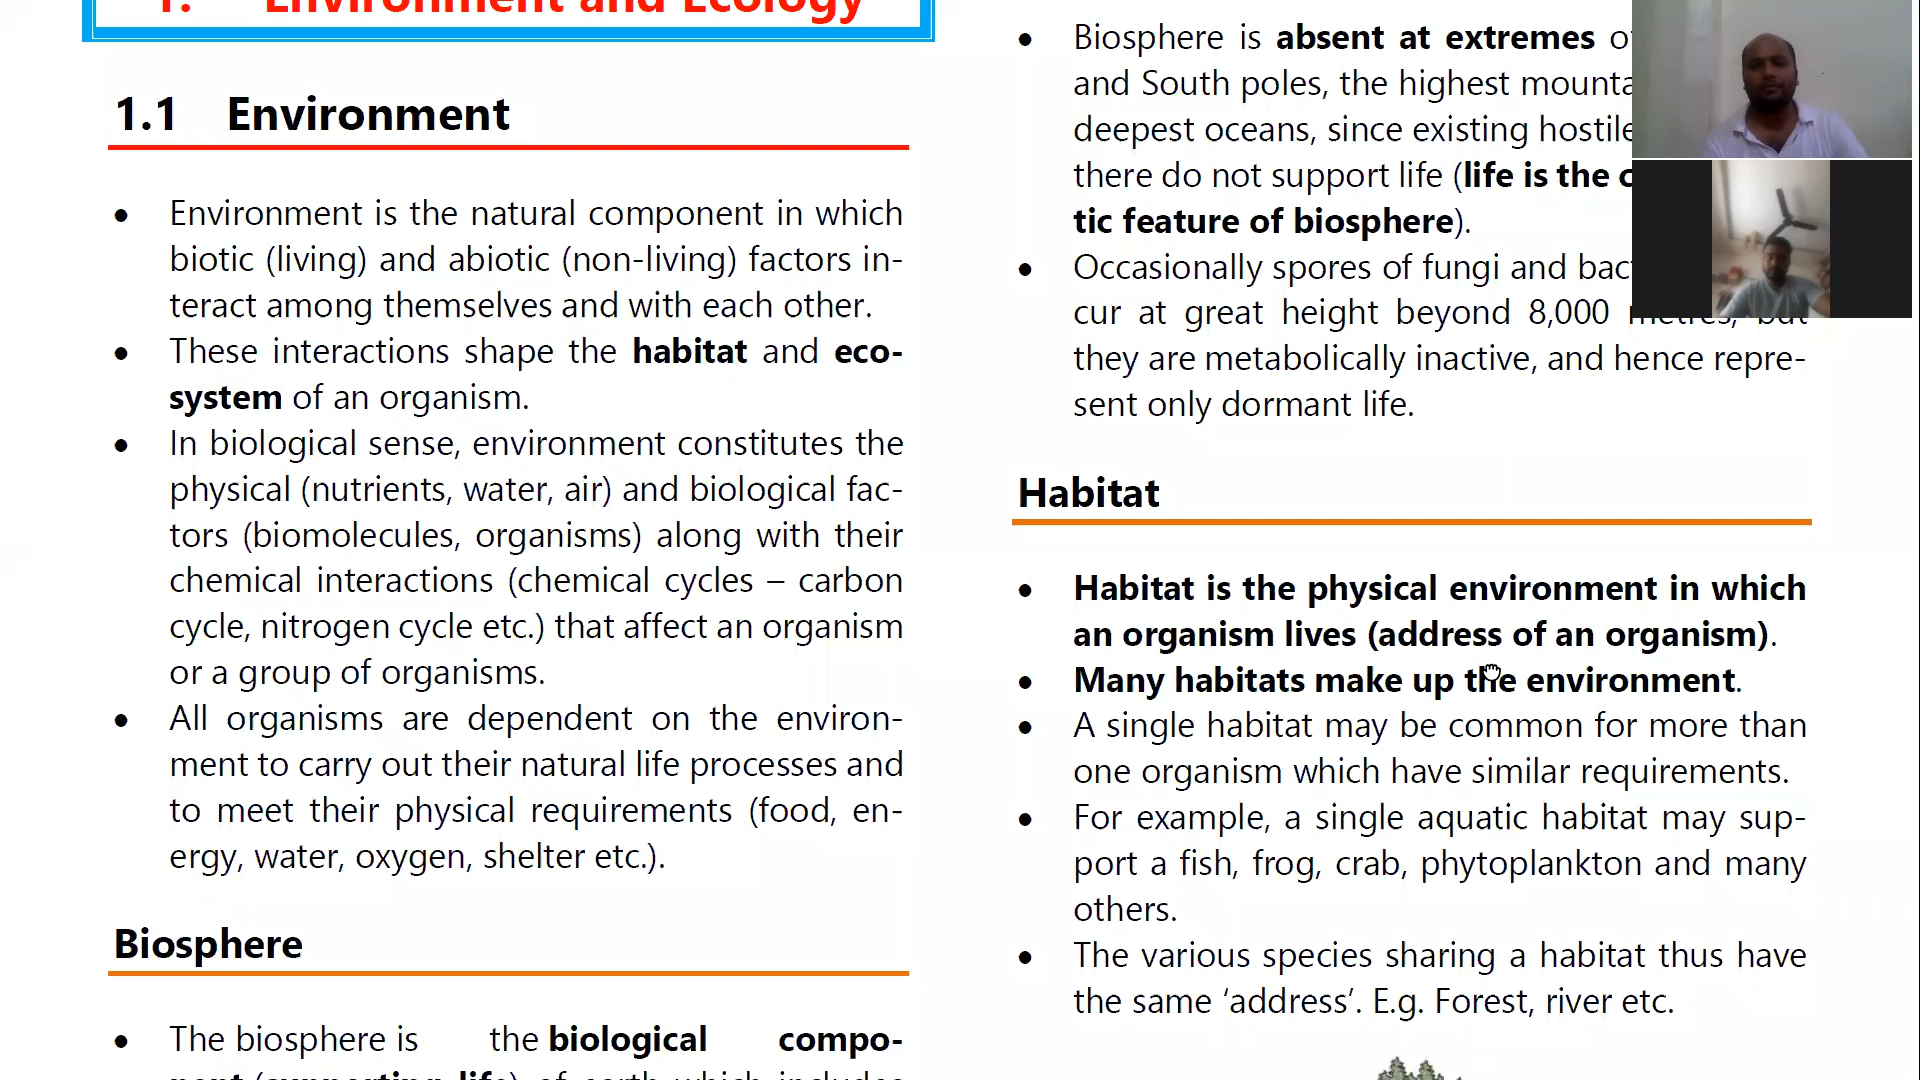 1. Environment and Ecology
1.1 Environment
• Environment is the natural component in which
biotic (living) and abiotic (non-living) factors in-
teract among themselves and with each other.
• These interactions shape the habitat and eco-
system of an organism.
• In biological sense, environment constitutes the
physical (nutrients, water, air) and biological fac-
tors (biomolecules, organisms) along with their
chemical interactions (chemical cycles – carbon
cycle, nitrogen cycle etc.) that affect an organism
or a group of organisms.
• All organisms are dependent on the environ-
ment to carry out their natural life processes and
to meet their physical requirements (food, en-
ergy, water, oxygen, shelter etc.).
Biosphere
• The biosphere is the biological compo-
nent (supporting life) of earth which includes
• Biosphere is absent at extremes
and South poles, the highest
deepest oceans, since existing hostile
there do not support life (life is the
tic feature of biosphere).
• Occasionally spores of fungi and
cur at great height beyond 8,000 metres, but
they are metabolically inactive, and hence repre-
sent only dormant life.
Habitat
• Habitat is the physical environment in which
an organism lives (address of an organism).
• Many habitats make up the environment.
• A single habitat may be common for more than
one organism which have similar requirements.
• For example, a single aquatic habitat may sup-
port a fish, frog, crab, phytoplankton and many
others.
• The various species sharing a habitat thus have
the same ‘address’. E.g. Forest, river etc.